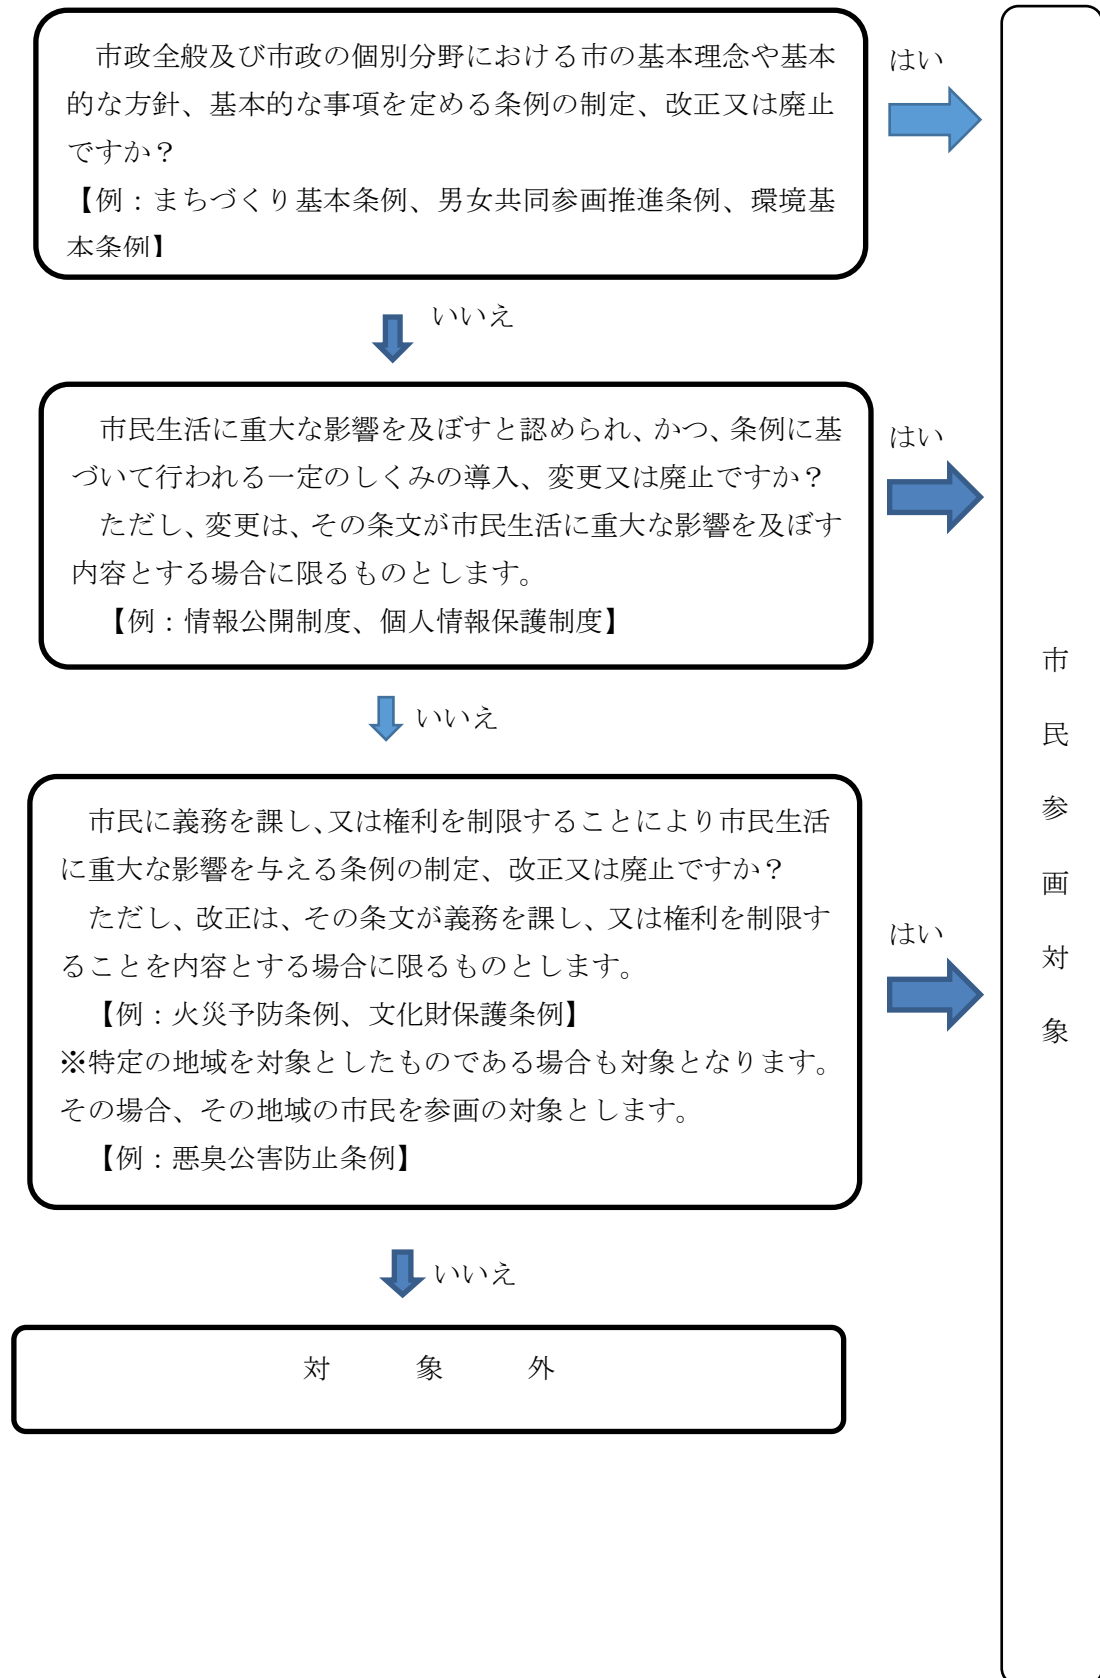 市政全般及び市政の個別分野における市の基本理念や基本
的な方針、基本的な事項を定める条例の制定、改正又は廃止
ですか？
【例：まちづくり基本条例、男女共同参画推進条例、環境基
本条例】
はい
いいえ
市民生活に重大な影響を及ぼすと認められ、かつ、条例に基
づいて行われる一定のしくみの導入、変更又は廃止ですか？
ただし、変更は、その条文が市民生活に重大な影響を及ぼす
内容とする場合に限るものとします。
【例：情報公開制度、個人情報保護制度】
はい
いいえ
市民に義務を課し、又は権利を制限することにより市民生活
に重大な影響を与える条例の制定、改正又は廃止ですか？
ただし、改正は、その条文が義務を課し、又は権利を制限す
ることを内容とする場合に限るものとします。
【例：火災予防条例、文化財保護条例】
※特定の地域を対象としたものである場合も対象となります。
その場合、その地域の市民を参画の対象とします。
【例：悪臭公害防止条例】
はい
いいえ
対　象　外
市民参画対象